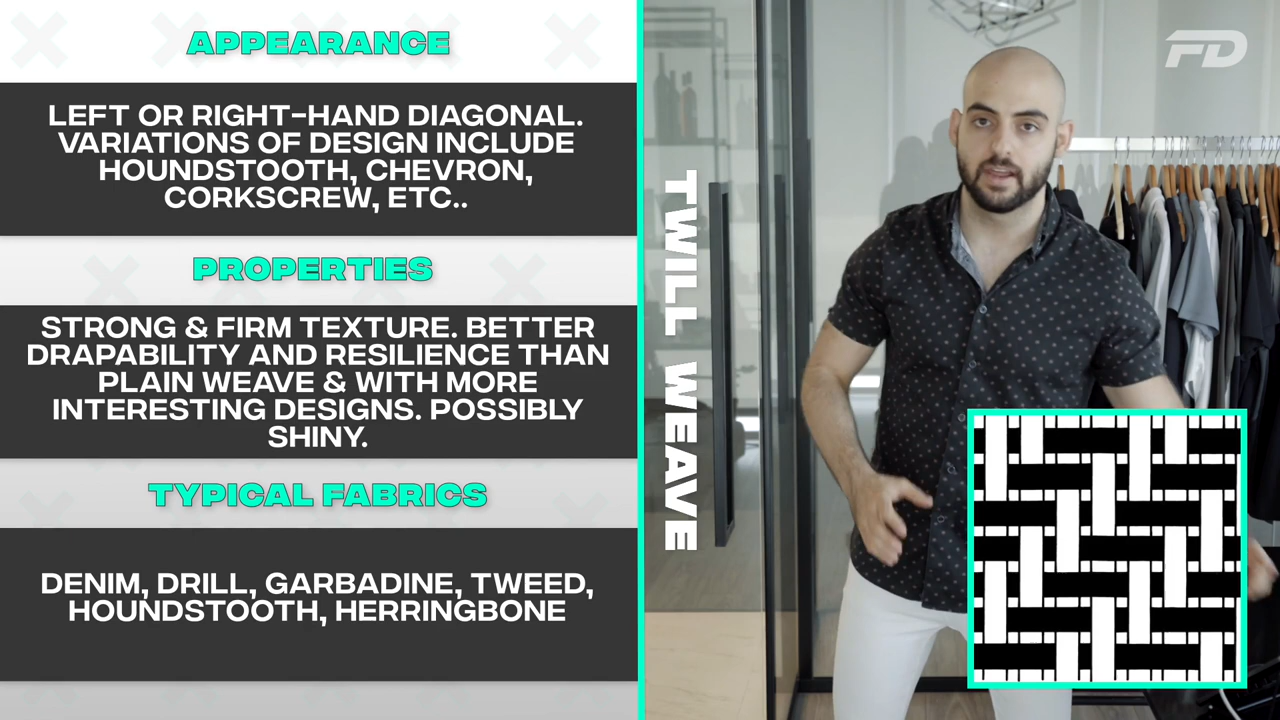 APPEARANCE
LEFT OR RIGHT-HAND DIAGONAL.
VARIATIONS OF DESIGN INCLUDE
HOUNDSTOOTH, CHEVRON,
CORKSCREW, ETC..
PROPERTIES
STRONG & FIRM TEXTURE. BETTER
DRAPABILITY AND RESILIENCE THAN
PLAIN WEAVE & WITH MORE
INTERESTING DESIGNS. POSSIBLY
SHINY.
TYPICAL FABRICS
DENIM, DRILL, GARBADINE, TWEED,
HOUNDSTOOTH, HERRINGBONE
TWILL WEAVE
FD